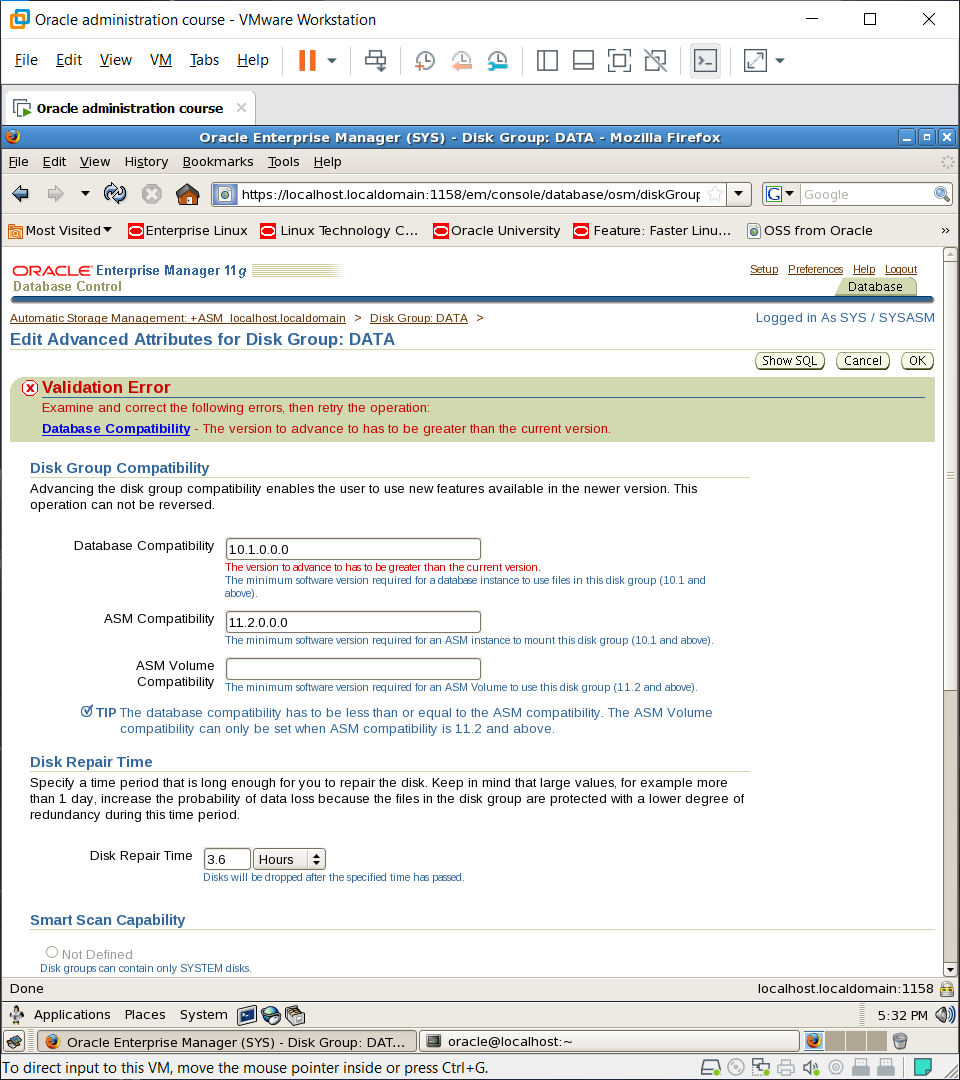 Oracle administration course - VMware Workstation
File Edit View VM Tabs Help
Oracle administration course
Oracle Enterprise Manager (SYS) - Disk Group: DATA - Mozilla Firefox
File Edit View History Bookmarks Tools Help
https://localhost.localdomain:1158/em/console/database/osm/diskGroup
G Google
Most Visited Enterprise Linux Linux Technology C... Oracle University Feature: Faster Linu... OSS from Oracle »
ORACLE Enterprise Manager 11g
Database Control
Setup Preferences Help Logout
Database
Automatic Storage Management: +ASM_localhost.localdomain > Disk Group: DATA >
Logged in As SYS / SYSASM
Edit Advanced Attributes for Disk Group: DATA
Show SQL Cancel OK
Validation Error
Examine and correct the following errors, then retry the operation:
Database Compatibility - The version to advance to has to be greater than the current version.
Disk Group Compatibility
Advancing the disk group compatibility enables the user to use new features available in the newer version. This
operation can not be reversed.
Database Compatibility 10.1.0.0.0
The version to advance to has to be greater than the current version.
The minimum software version required for a database instance to use files in this disk group (10.1 and
above).
ASM Compatibility 11.2.0.0.0
The minimum software version required for an ASM instance to mount this disk group (10.1 and above).
ASM Volume
Compatibility
The minimum software version required for an ASM Volume to use this disk group (11.2 and above).
TIP The database compatibility has to be less than or equal to the ASM compatibility. The ASM Volume
compatibility can only be set when ASM compatibility is 11.2 and above.
Disk Repair Time
Specify a time period that is long enough for you to repair the disk. Keep in mind that large values, for example more
than 1 day, increase the probability of data loss because the files in the disk group are protected with a lower degree of
redundancy during this time period.
Disk Repair Time 3.6 Hours
Disks will be dropped after the specified time has passed.
Smart Scan Capability
Not Defined
Disk groups can contain only SYSTEM disks.
Done
localhost.localdomain:1158
Applications Places System
5:32 PM
Oracle Enterprise Manager (SYS) - Disk Group: DAT...
oracle@localhost:~
To direct input to this VM, move the mouse pointer inside or press Ctrl+G.